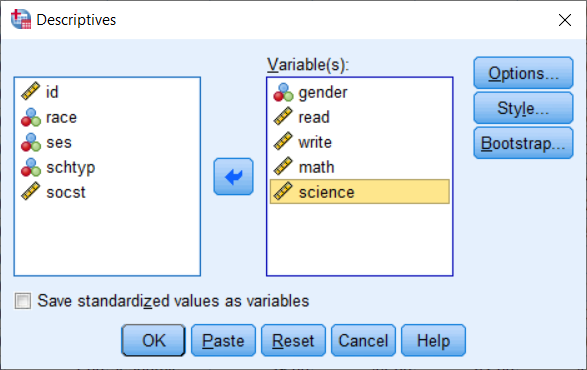 Descriptives
Variable(s):
id
race
ses
schtyp
socst
gender
read
write
math
science
Options...
Style...
Bootstrap...
Save standardized values as variables
OK Paste Reset Cancel Help